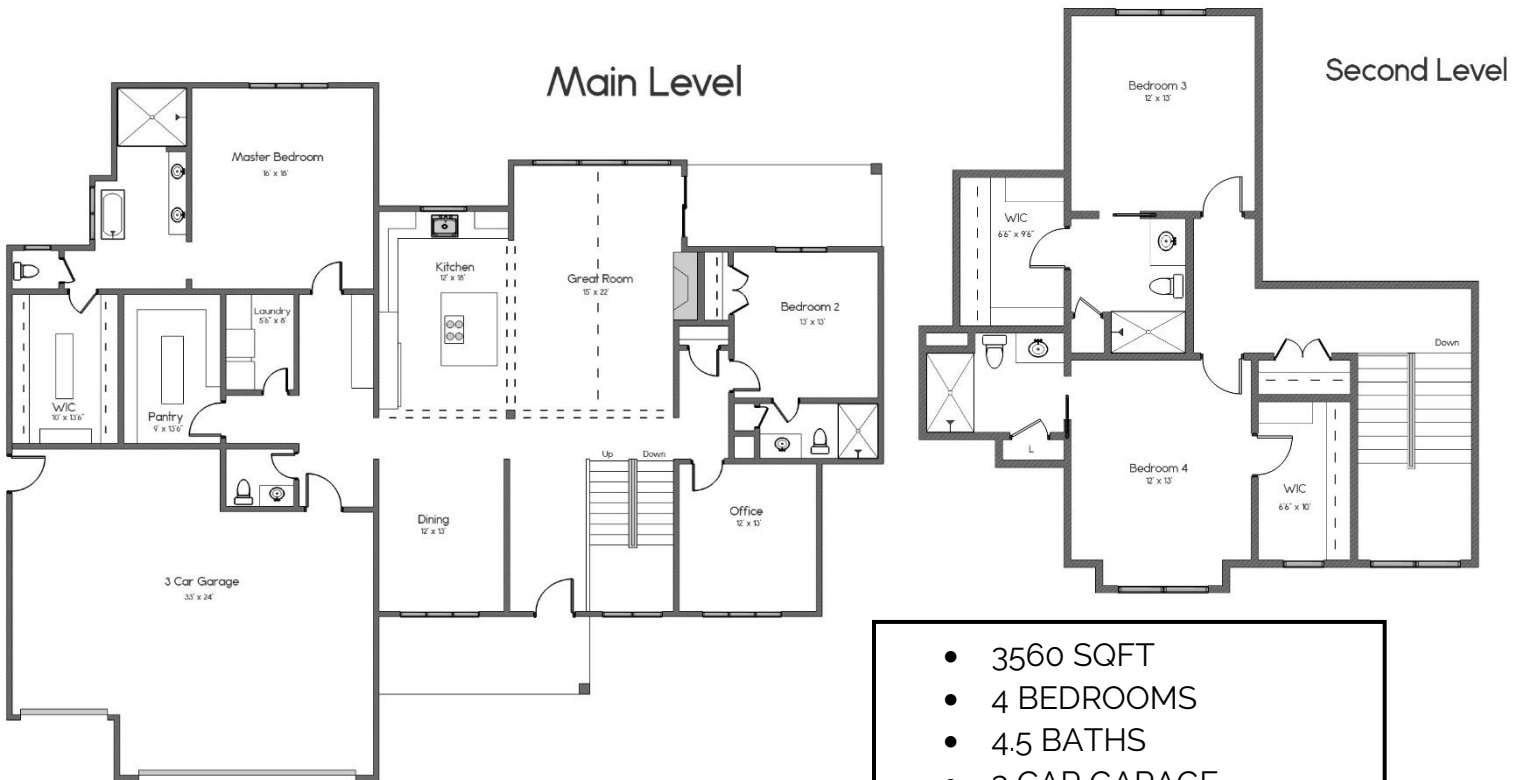 Main Level
Second Level
Master Bedroom
16' x 18'
Kitchen
12' x 18'
Great Room
15' x 22'
Bedroom 2
13' x 13'
Laundry
5'6" x 8'
WIC
10' x 13'6"
Pantry
9' x 13'6"
Up
Down
Dining
12' x 13'
Office
12' x 13'
3 Car Garage
33' x 24'
Bedroom 3
12' x 13'
WIC
6'6" x 9'6"
Down
L
Bedroom 4
12' x 13'
WIC
6'6" x 10'
• 3560 SQFT
• 4 BEDROOMS
• 4.5 BATHS
CAR GARAGE